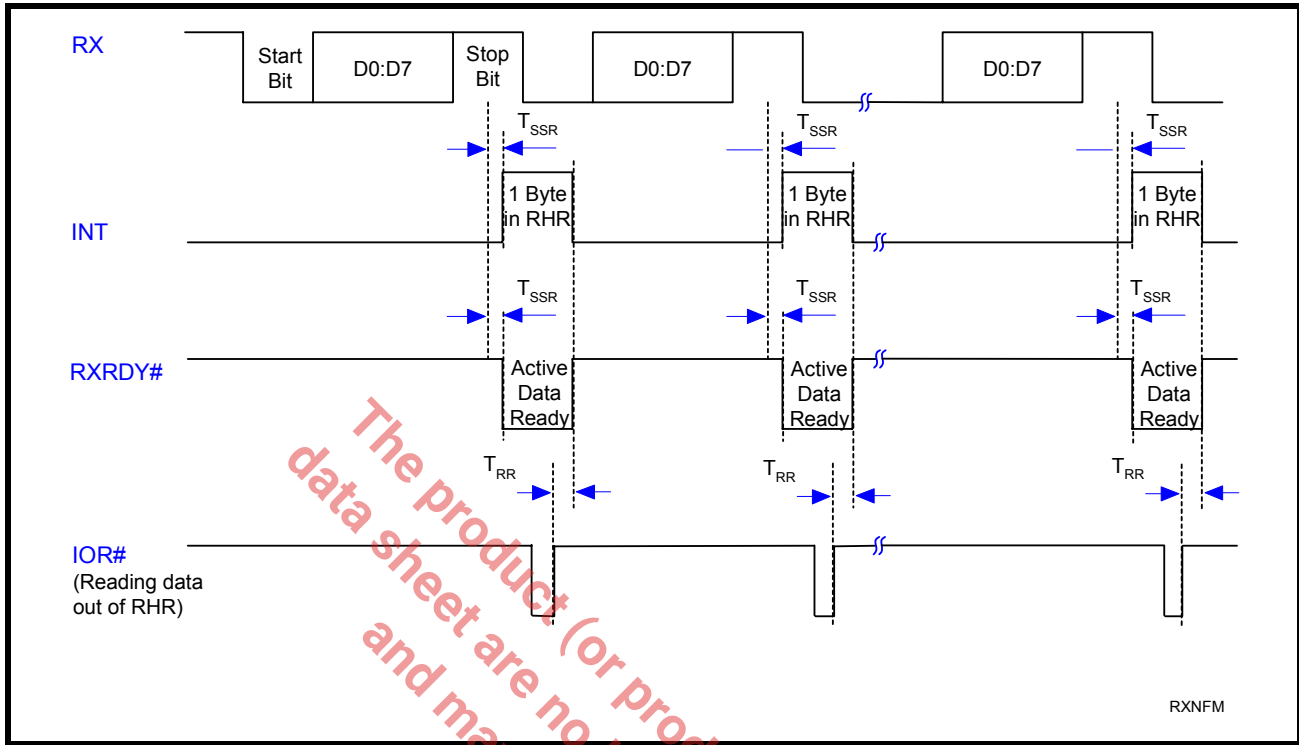 RX
Start
Bit
D0:D7
Stop
Bit
D0:D7
D0:D7
TSSR
TSSR
TSSR
INT
1 Byte
in RHR
1 Byte
in RHR
1 Byte
in RHR
TSSR
TSSR
TSSR
RXRDY#
Active
Data
Ready
Active
Data
Ready
Active
Data
Ready
TRR
TRR
TRR
IOR#
(Reading data
out of RHR)
RXNFM
The product (or prod
data sheet are no
and ma